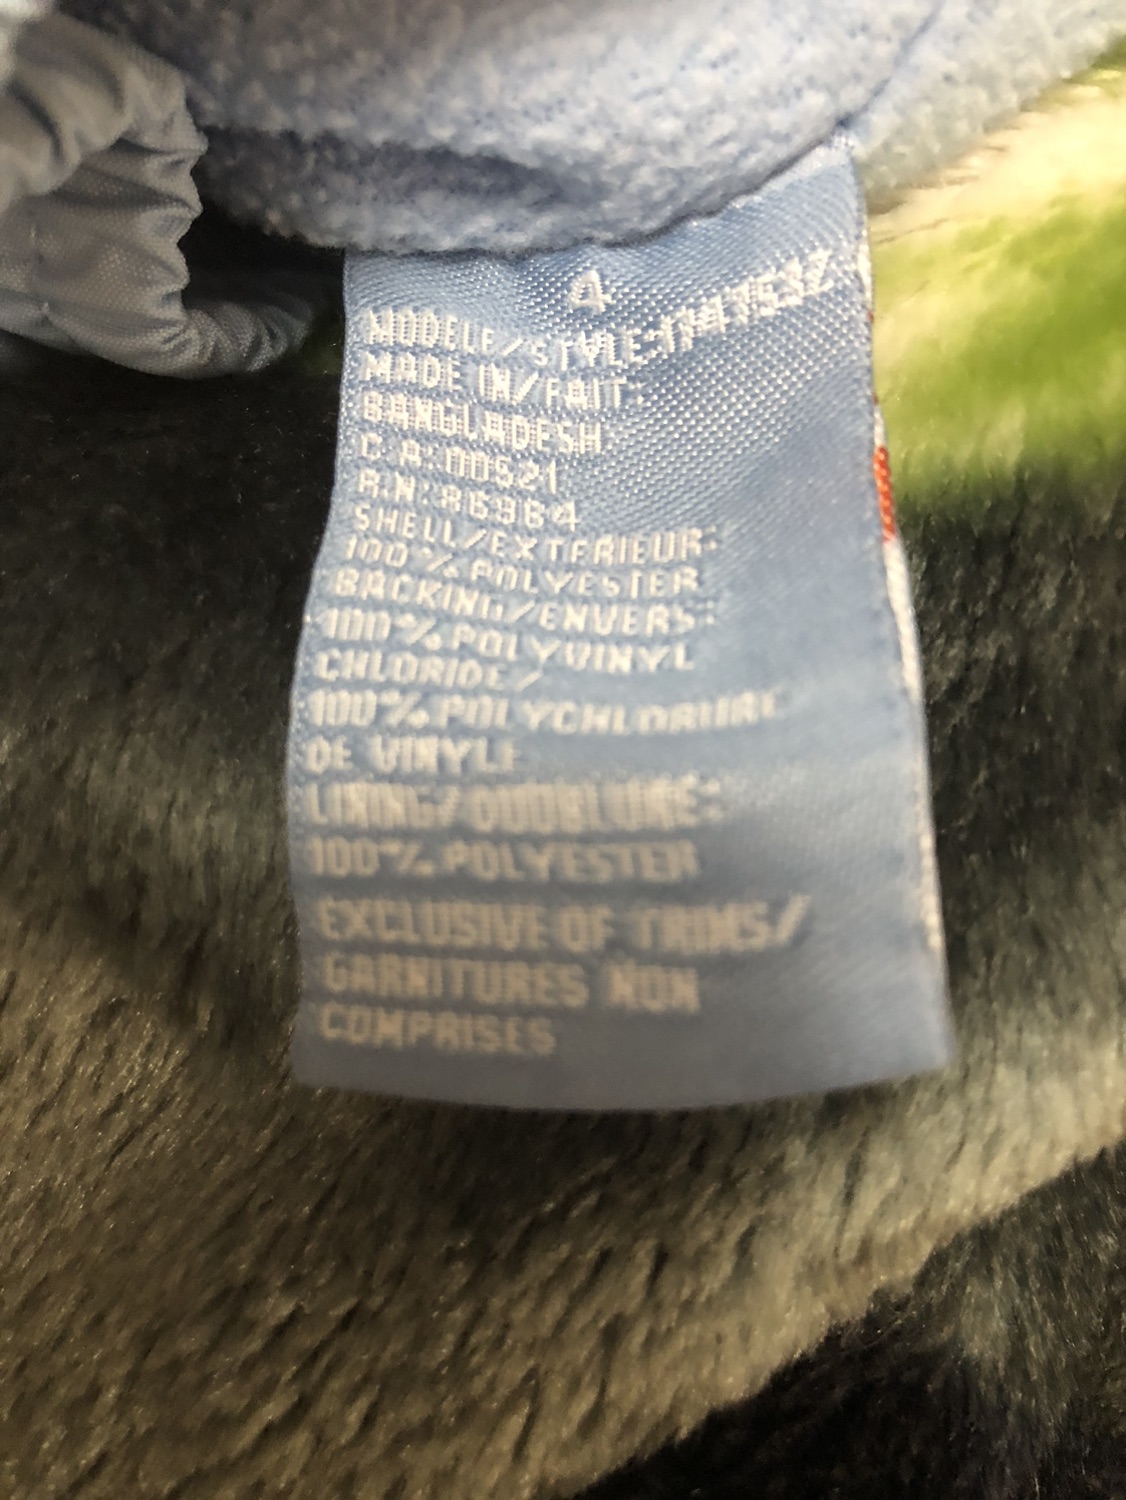 4
MODELE/STYLE:
MADE IN/FAIT:
BANGLADESH
C.A: 00521
R.N: 86364
SHELL/EXTERIEUR:
100%POLYESTER
BACKING/ENVERS:
100%POLYVINYL
CHLORIDE/
100%POLYCHLORURE
DE VINYLE
LINING/DOUBLURE:
100%POLYESTER
EXCLUSIVE OF TRIMS/
GARNITURES NON
COMPRISES